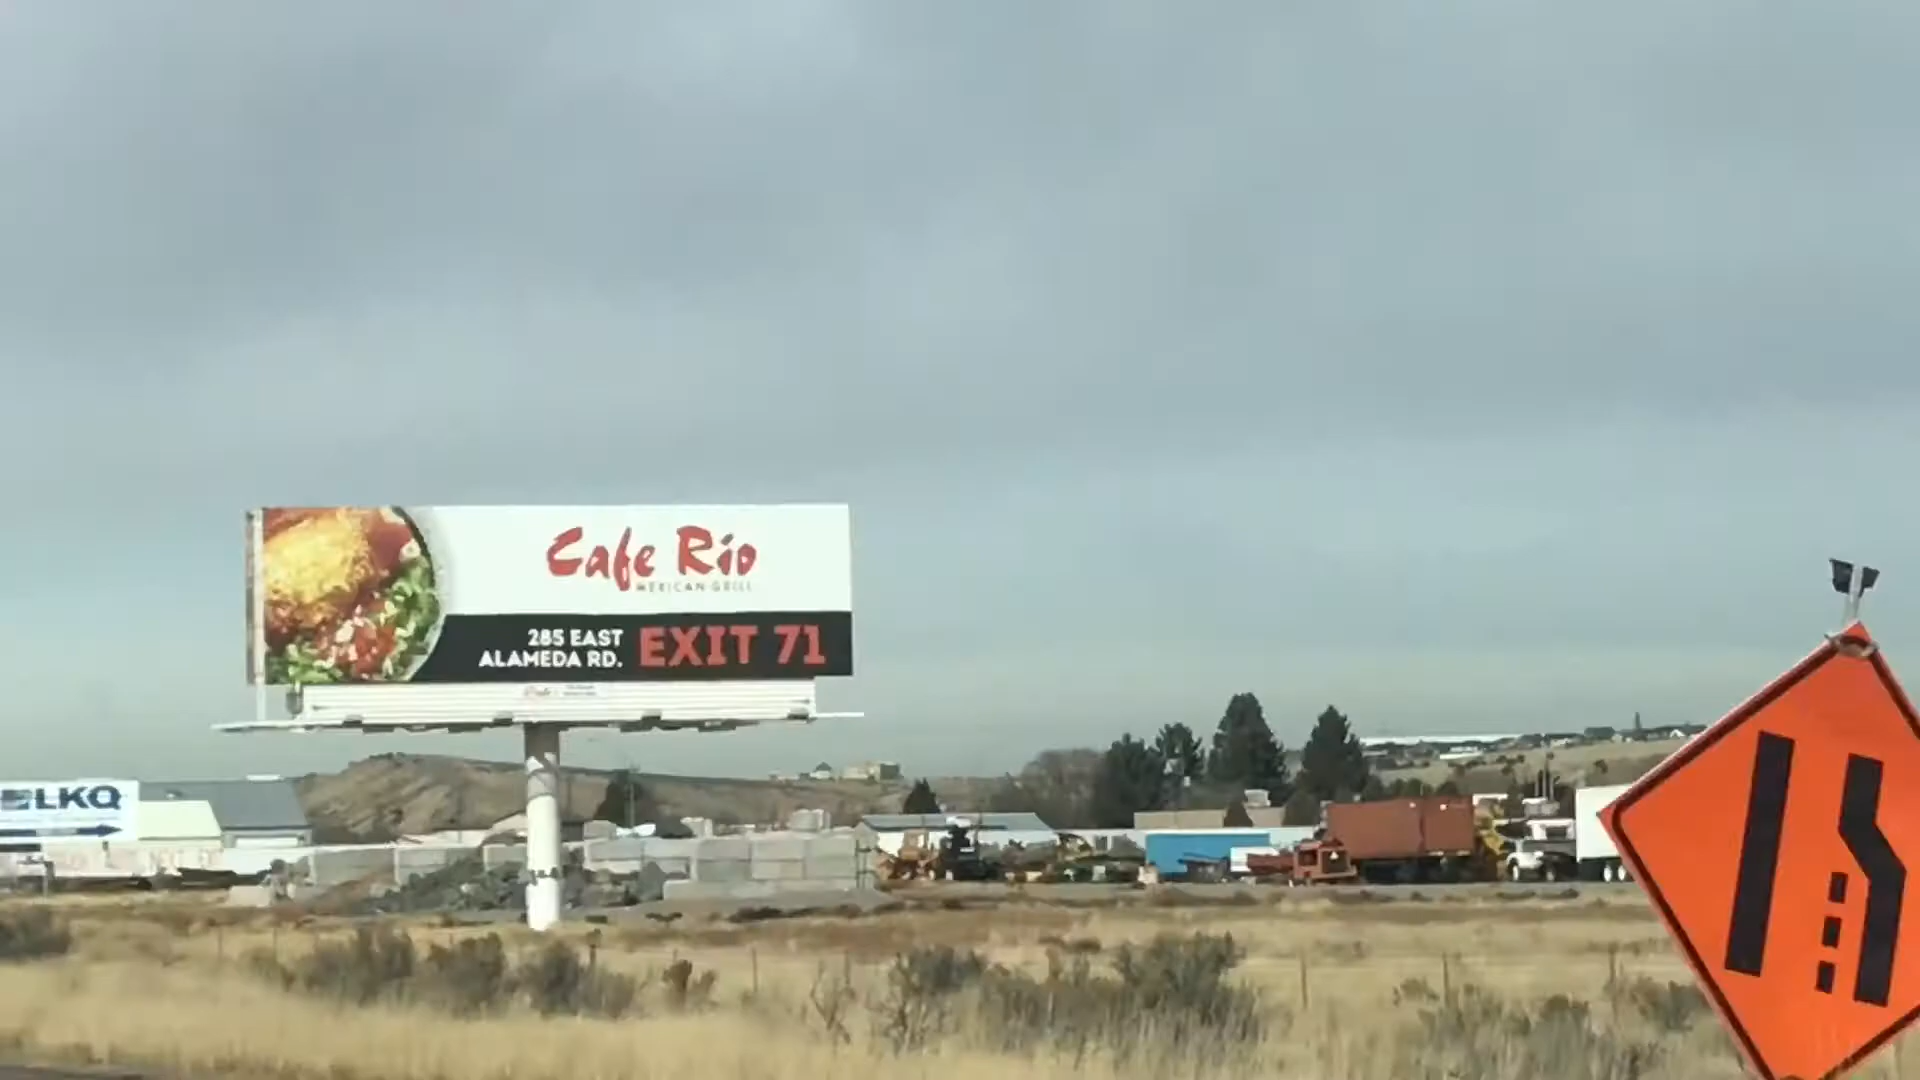 Cafe Rio
MEXICAN GRILL
285 EAST
ALAMEDA RD.
EXIT 71
LKQ